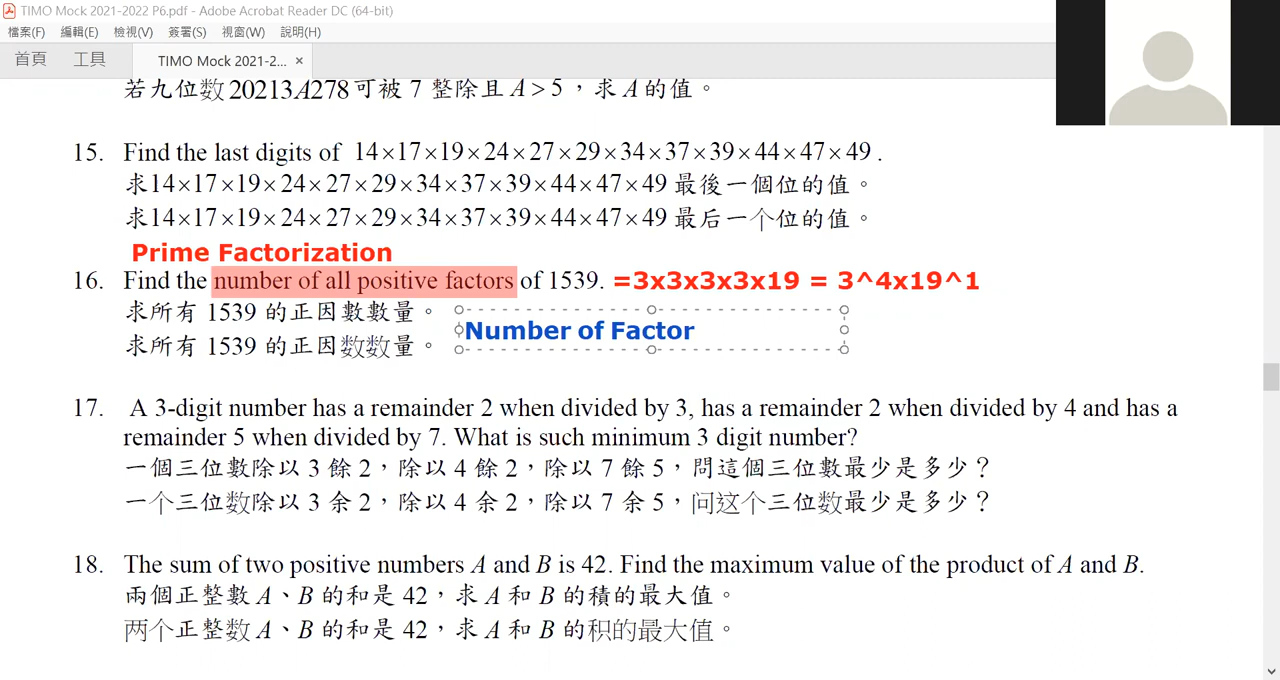 TIMO Mock 2021-2022 P6.pdf - Adobe Acrobat Reader DC (64-bit)
檔案(F) 編輯(E) 檢視(V) 簽署(S) 視窗(W) 說明(H)
首頁 工具 TIMO Mock 2021-2... ×
若九位数 20213A278 可被 7 整除且 A > 5，求 A 的值。
15. Find the last digits of 14×17×19×24×27×29×34×37×39×44×47×49 .
求 14×17×19×24×27×29×34×37×39×44×47×49 最後一個位的值。
求 14×17×19×24×27×29×34×37×39×44×47×49 最后一个位的值。
Prime Factorization
16. Find the number of all positive factors of 1539. =3x3x3x3x19 = 3^4x19^1
求所有 1539 的正因數數量。
Number of Factor
求所有 1539 的正因数数量。
17. A 3-digit number has a remainder 2 when divided by 3, has a remainder 2 when divided by 4 and has a
remainder 5 when divided by 7. What is such minimum 3 digit number?
一個三位數除以 3 餘 2，除以 4 餘 2，除以 7 餘 5，問這個三位數最少是多少？
一个三位数除以 3 余 2，除以 4 余 2，除以 7 余 5，问这个三位数最少是多少？
18. The sum of two positive numbers A and B is 42. Find the maximum value of the product of A and B.
兩個正整數 A、B 的和是 42，求 A 和 B 的積的最大值。
两个正整数 A、B 的和是 42，求 A 和 B 的积的最大值。